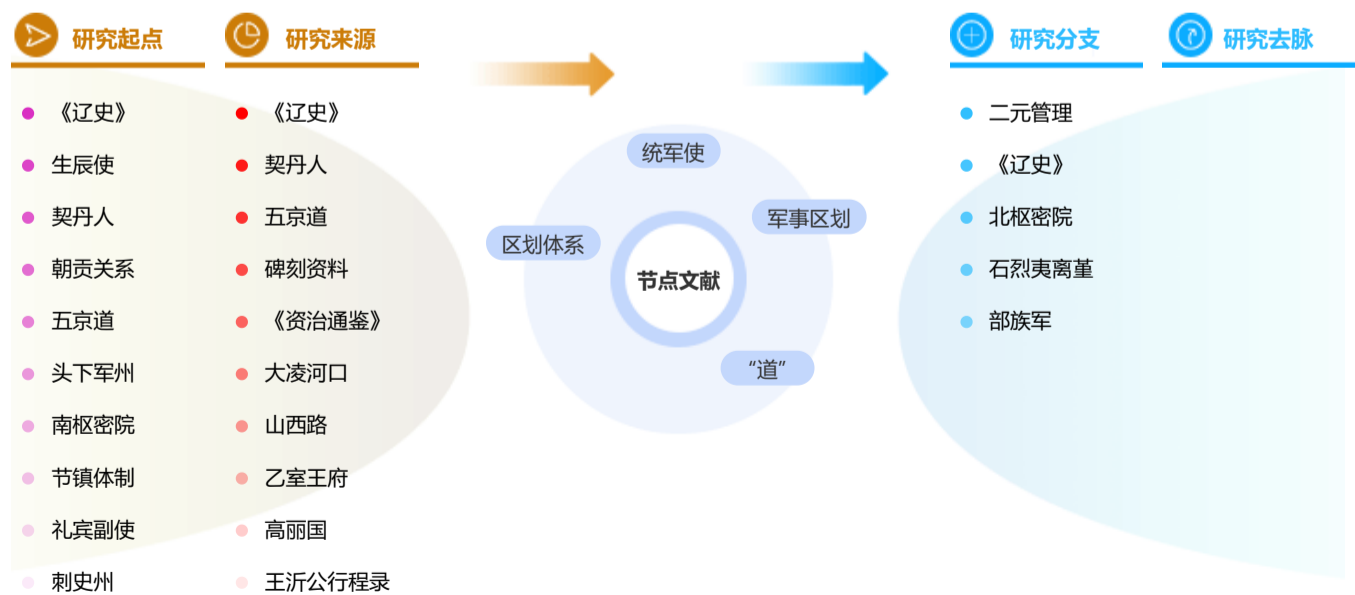 研究起点
《辽史》
生辰使
契丹人
朝贡关系
五京道
头下军州
南枢密院
节镇体制
礼宾副使
刺史州
研究来源
《辽史》
契丹人
五京道
碑刻资料
《资治通鉴》
大凌河口
山西路
乙室王府
高丽国
王沂公行程录
统军使
军事区划
区划体系
节点文献
“道”
研究分支
二元管理
《辽史》
北枢密院
石烈夷离堇
部族军
研究去脉